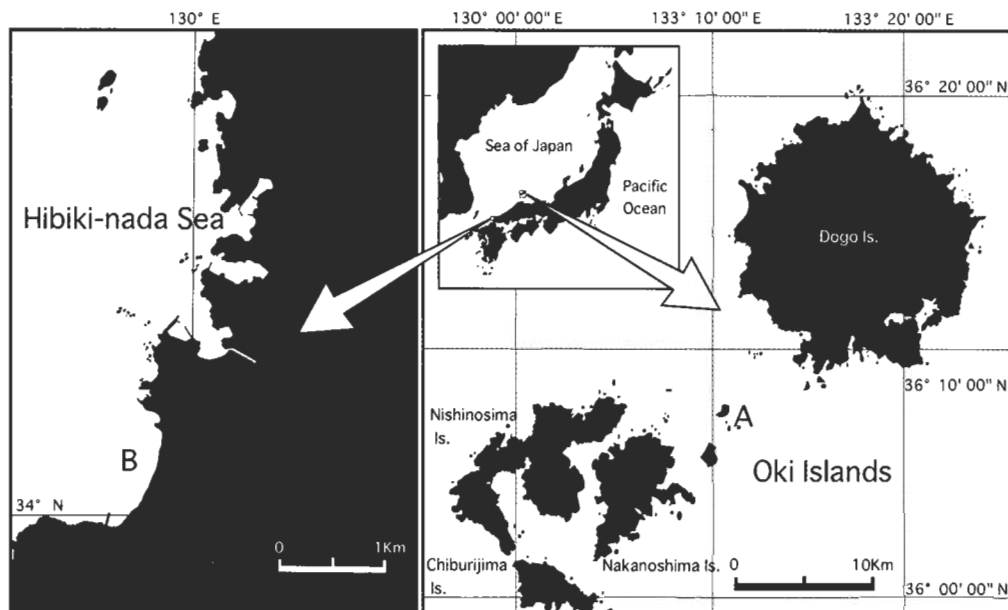 130° E
Hibiki-nada Sea
B
34° N
0 1Km
130° 00' 00" E
133° 10' 00" E
133° 20' 00" E
36° 20' 00" N
Sea of Japan
Pacific
Ocean
Dogo Is.
36° 10' 00" N
Nishinosima
Is.
A
Oki Islands
Chiburijima
Is.
Nakanoshima Is.
0 10Km
36° 00' 00" N